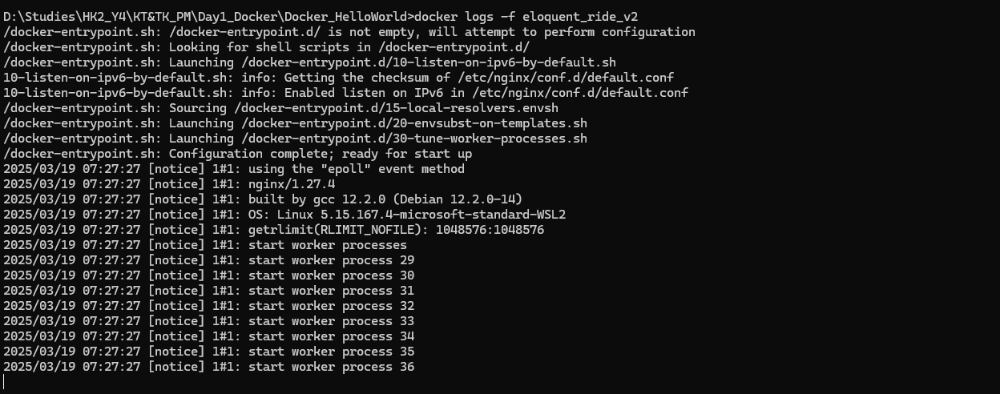 D:\Studies\HK2_Y4\KT&TK_PM\Day1_Docker\Docker_HelloWorld>docker logs -f eloquent_ride_v2
/docker-entrypoint.sh: /docker-entrypoint.d/ is not empty, will attempt to perform configuration
/docker-entrypoint.sh: Looking for shell scripts in /docker-entrypoint.d/
/docker-entrypoint.sh: Launching /docker-entrypoint.d/10-listen-on-ipv6-by-default.sh
10-listen-on-ipv6-by-default.sh: info: Getting the checksum of /etc/nginx/conf.d/default.conf
10-listen-on-ipv6-by-default.sh: info: Enabled listen on IPv6 in /etc/nginx/conf.d/default.conf
/docker-entrypoint.sh: Sourcing /docker-entrypoint.d/15-local-resolvers.envsh
/docker-entrypoint.sh: Launching /docker-entrypoint.d/20-envsubst-on-templates.sh
/docker-entrypoint.sh: Launching /docker-entrypoint.d/30-tune-worker-processes.sh
/docker-entrypoint.sh: Configuration complete; ready for start up
2025/03/19 07:27:27 [notice] 1#1: using the "epoll" event method
2025/03/19 07:27:27 [notice] 1#1: nginx/1.27.4
2025/03/19 07:27:27 [notice] 1#1: built by gcc 12.2.0 (Debian 12.2.0-14)
2025/03/19 07:27:27 [notice] 1#1: OS: Linux 5.15.167.4-microsoft-standard-WSL2
2025/03/19 07:27:27 [notice] 1#1: getrlimit(RLIMIT_NOFILE): 1048576:1048576
2025/03/19 07:27:27 [notice] 1#1: start worker processes
2025/03/19 07:27:27 [notice] 1#1: start worker process 29
2025/03/19 07:27:27 [notice] 1#1: start worker process 30
2025/03/19 07:27:27 [notice] 1#1: start worker process 31
2025/03/19 07:27:27 [notice] 1#1: start worker process 32
2025/03/19 07:27:27 [notice] 1#1: start worker process 33
2025/03/19 07:27:27 [notice] 1#1: start worker process 34
2025/03/19 07:27:27 [notice] 1#1: start worker process 35
2025/03/19 07:27:27 [notice] 1#1: start worker process 36